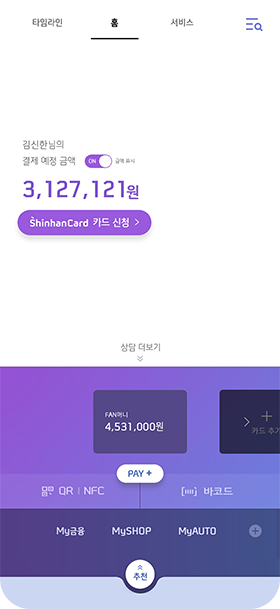 타임라인 홈 서비스
김신한님의
결제 예정 금액 ON 금액 표시
3,127,121원
ShinhanCard 카드 신청
상담 더보기
FAN머니
4,531,000원
카드 추가
PAY +
QR | NFC 바코드
My금융 MySHOP MyAUTO
추천